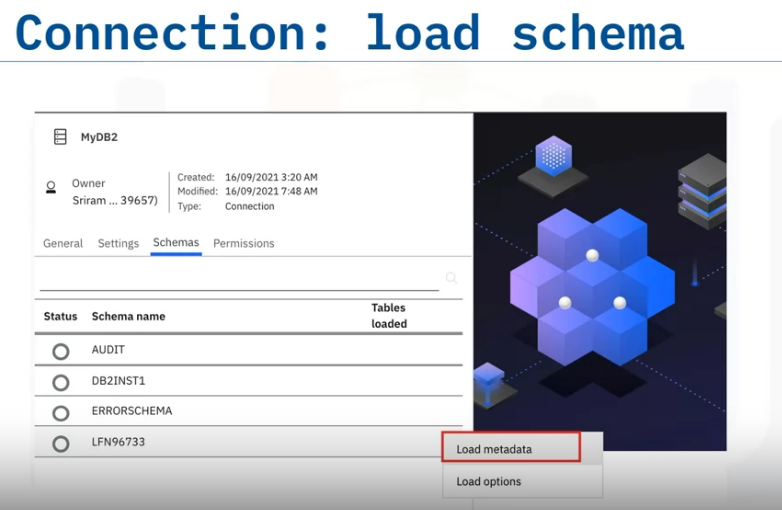 Connection: load schema
MyDB2
Owner
Sriram ... 39657)
Created: 16/09/2021 3:20 AM
Modified: 16/09/2021 7:48 AM
Type: Connection
General Settings Schemas Permissions
Status Schema name Tables loaded
AUDIT
DB2INST1
ERRORSCHEMA
LFN96733
Load metadata
Load options